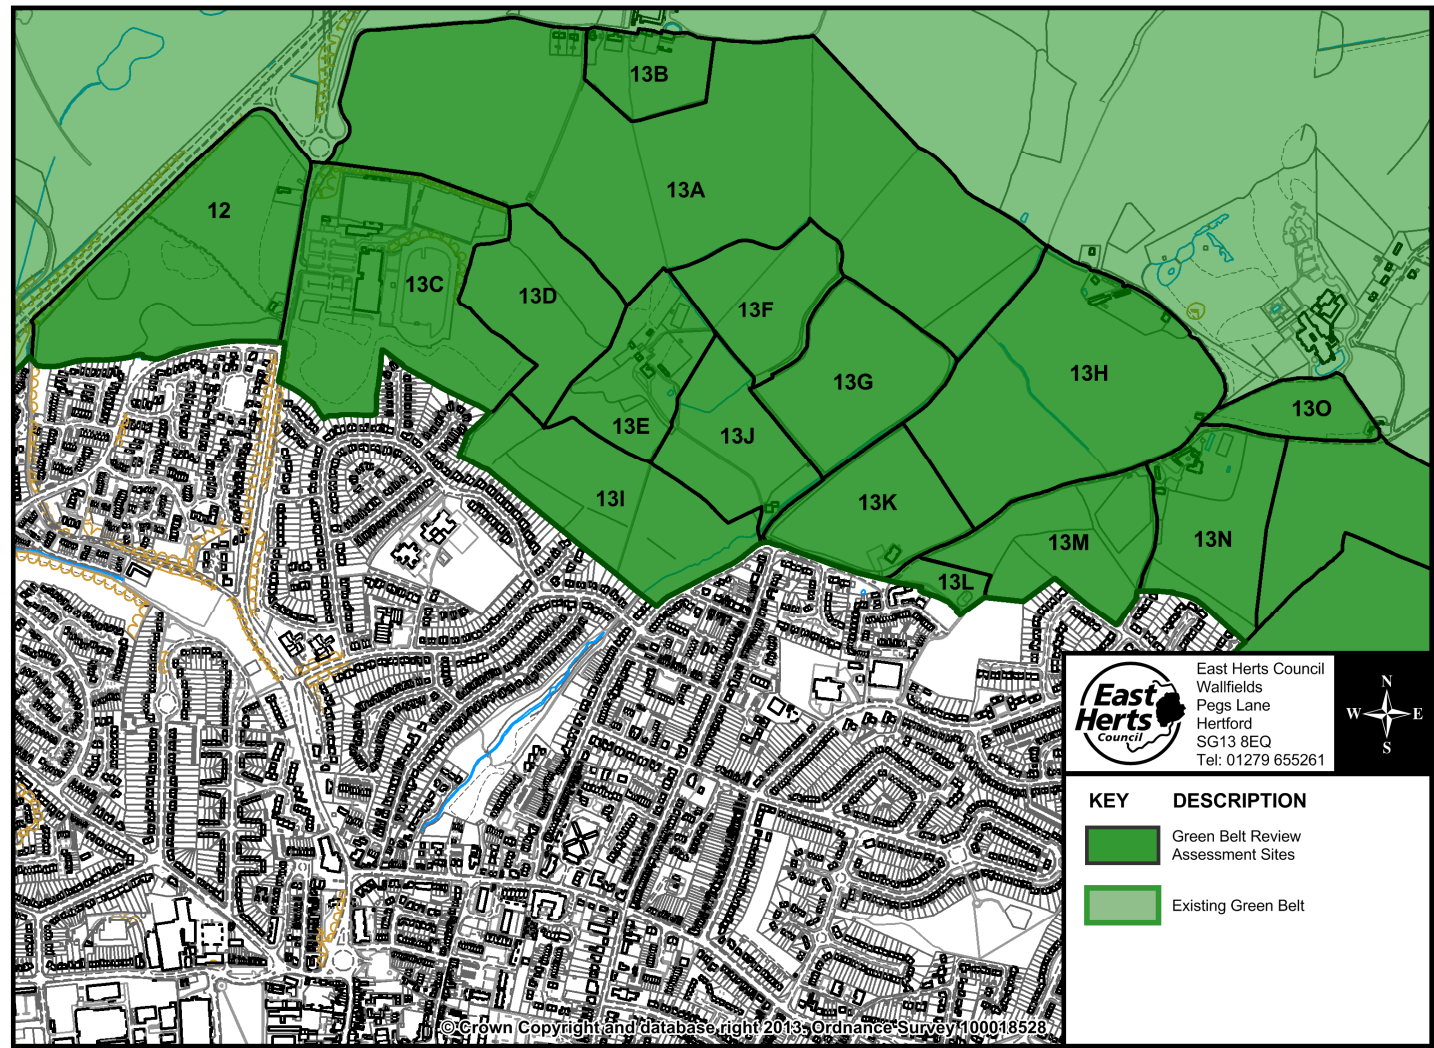 13B
13A
12
13C
13D
13F
13G
13H
13O
13E
13J
13I
13K
13M
13N
13L
East
Herts
Council
East Herts Council
Wallfields
Pegs Lane
Hertford
SG13 8EQ
Tel: 01279 655261
N
W E
S
KEY DESCRIPTION
Green Belt Review
Assessment Sites
Existing Green Belt
© Crown Copyright and database right 2013. Ordnance Survey 100018528